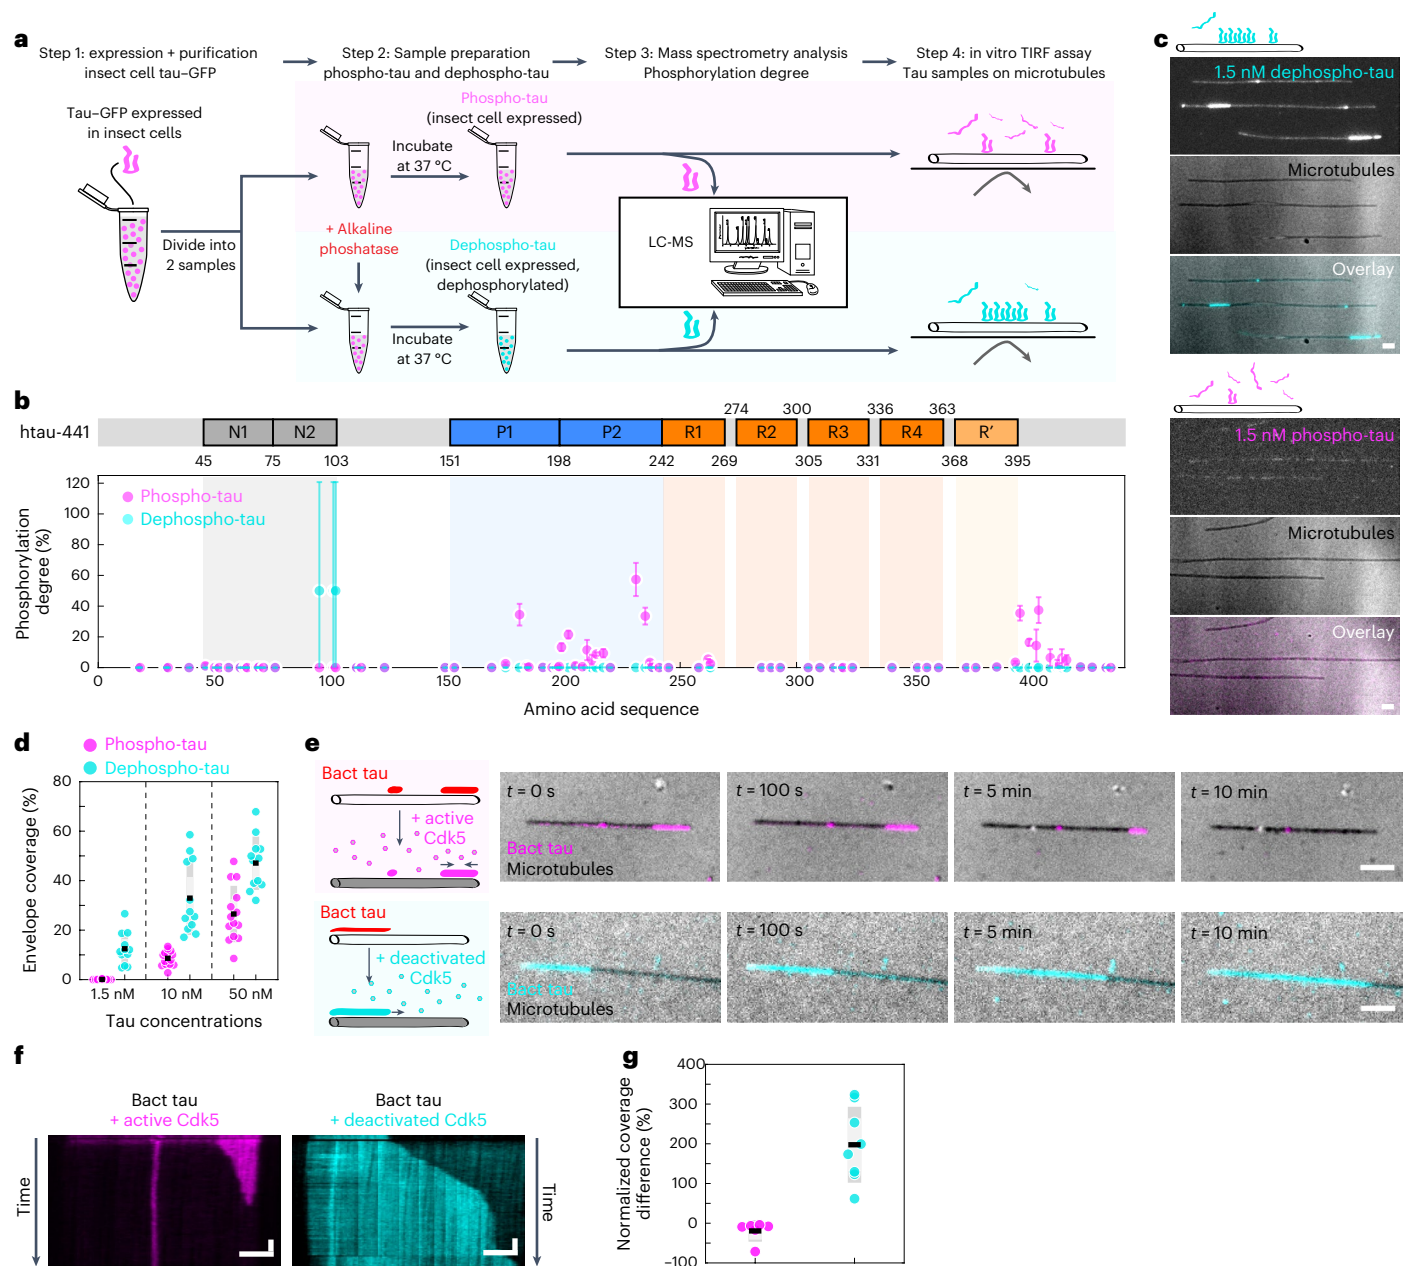 a
Step 1: expression + purification
insect cell tau–GFP
Step 2: Sample preparation
phospho-tau and dephospho-tau
Step 3: Mass spectrometry analysis
Phosphorylation degree
Step 4: in vitro TIRF assay
Tau samples on microtubules
Tau–GFP expressed
in insect cells
Divide into
2 samples
Phospho-tau
(insect cell expressed)
Incubate
at 37 °C
+ Alkaline
phoshatase
Dephospho-tau
(insect cell expressed,
dephosphorylated)
Incubate
at 37 °C
LC-MS
c
1.5 nM dephospho-tau
Microtubules
Overlay
1.5 nM phospho-tau
Microtubules
Overlay
b
274 300 336 363
htau-441 N1 N2 P1 P2 R1 R2 R3 R4 R′
45 75 103 151 198 242 269 305 331 368 395
Phospho-tau
Dephospho-tau
Phosphorylation
degree (%)
120
100
80
60
40
20
0
0 50 100 150 200 250 300 350 400
Amino acid sequence
d
Phospho-tau
Dephospho-tau
Envelope coverage (%)
80
60
40
20
0
1.5 nM 10 nM 50 nM
Tau concentrations
e
Bact tau
+ active
Cdk5
t = 0 s
t = 100 s
t = 5 min
t = 10 min
Bact tau
Microtubules
Bact tau
+ deactivated
Cdk5
t = 0 s
t = 100 s
t = 5 min
t = 10 min
Bact tau
Microtubules
f
Bact tau
+ active Cdk5
Bact tau
+ deactivated Cdk5
Time
Time
g
Normalized coverage
difference (%)
400
300
200
100
0
−100